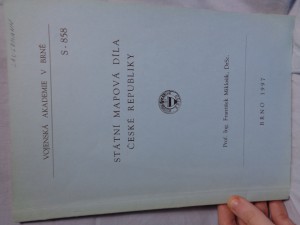 VOJENSKÁ AKADEMIE V BRNĚ
S - 858
STÁTNÍ MAPOVÁ DÍLA
ČESKÉ REPUBLIKY
Prof. Ing. František Miklošík, DrSc.
BRNO 1997